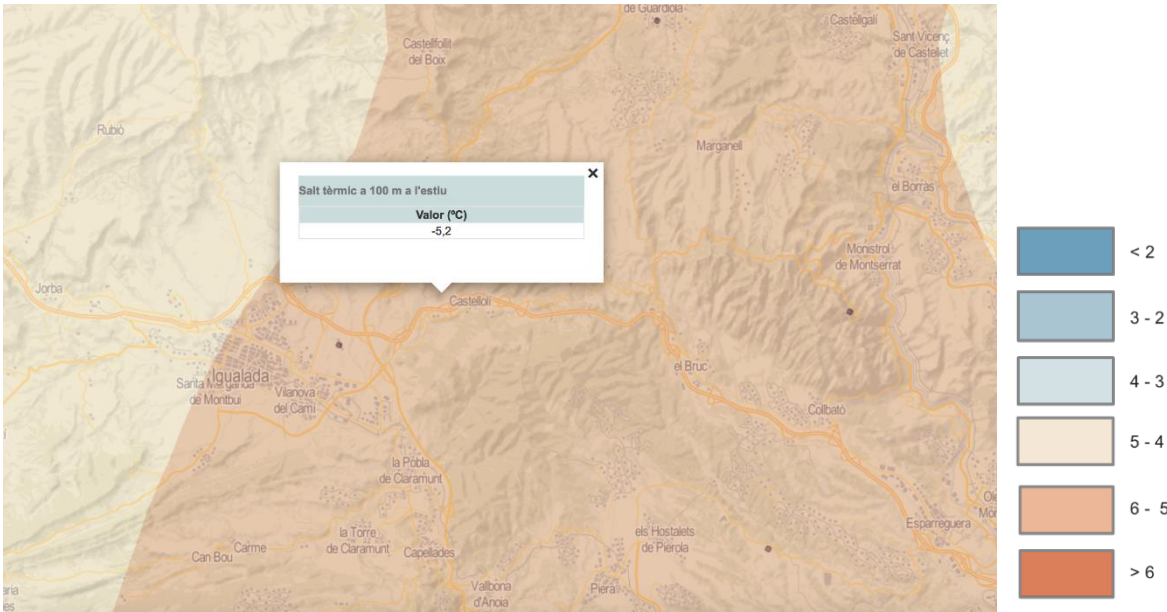 de Guardiola
Castellgalí
Castellfollit
del Boix
Sant Vicenç
de Castellet
Rubió
Marganell
el Borras
×
Salt tèrmic a 100 m a l'estiu
Valor (ºC)
-5,2
Monistrol
de Montserrat
Jorba
Castellolí
el Bruc
Igualada
Santa Margarida
de Montbui
Vilanova
del Camí
Collbató
la Pobla
de Claramunt
Esparreguera
la Torre
de Claramunt
els Hostalets
de Pierola
Can Bou
Carme
Capellades
Valbona
d'Anoia
Piera
< 2
3 - 2
4 - 3
5 - 4
6 - 5
> 6